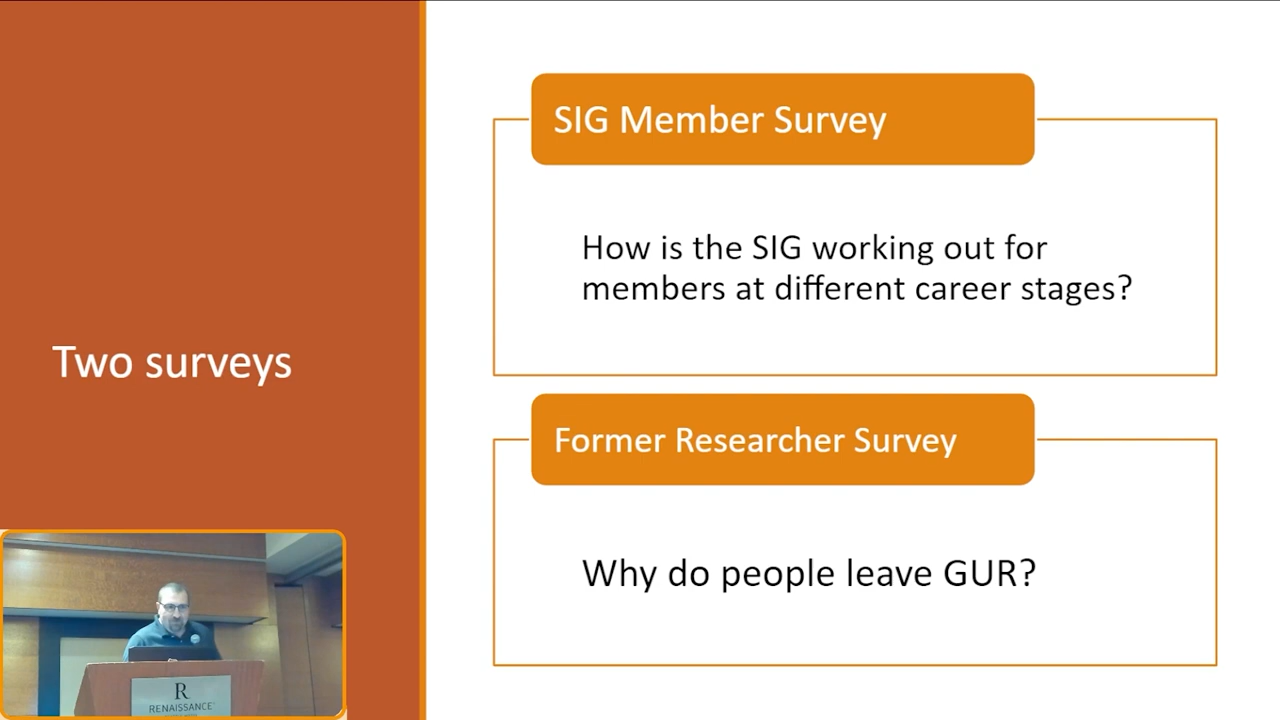 Two surveys
SIG Member Survey
How is the SIG working out for
members at different career stages?
Former Researcher Survey
Why do people leave GUR?
R
RENAISSANCE